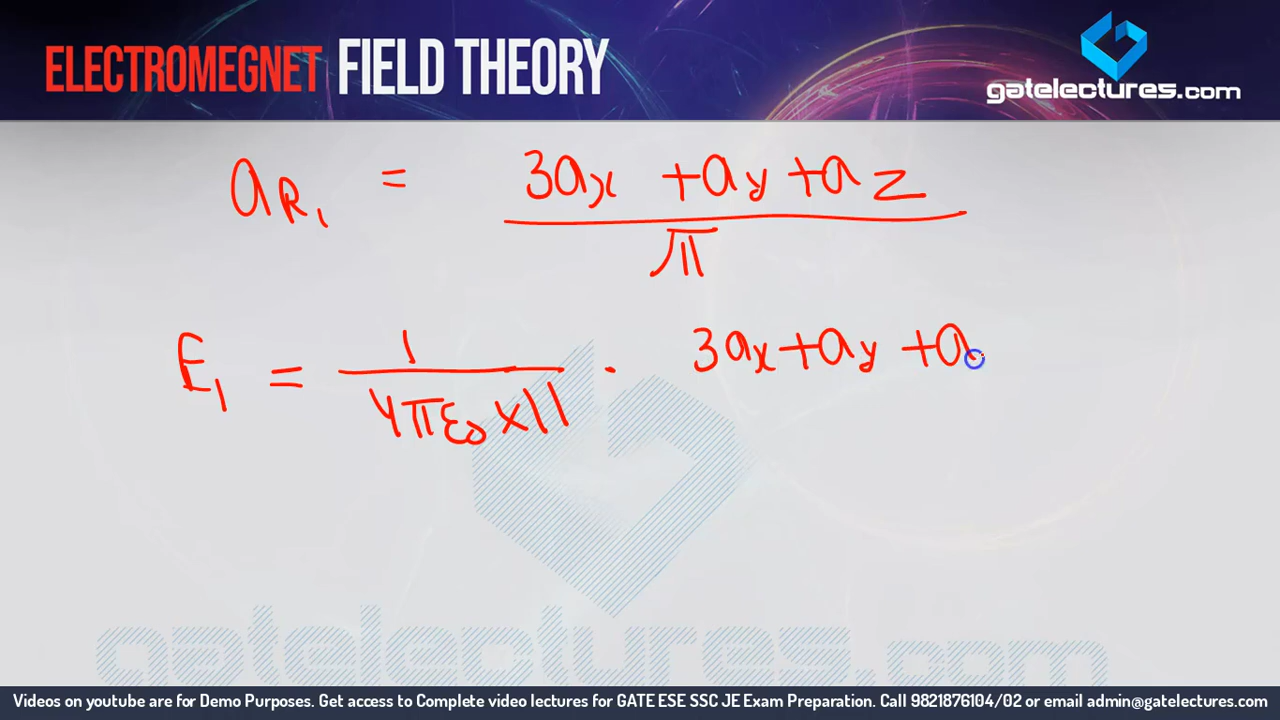 ELECTROMEGNET FIELD THEORY
gatelectures.com
aR₁ = (3ax + ay + az) / √11
E₁ = 1 / (4πε₀ × 11) · 3ax + ay + a
gatelectures.com
Videos on youtube are for Demo Purposes. Get access to Complete video lectures for GATE ESE SSC JE Exam Preparation. Call 9821876104/02 or email admin@gatelectures.com